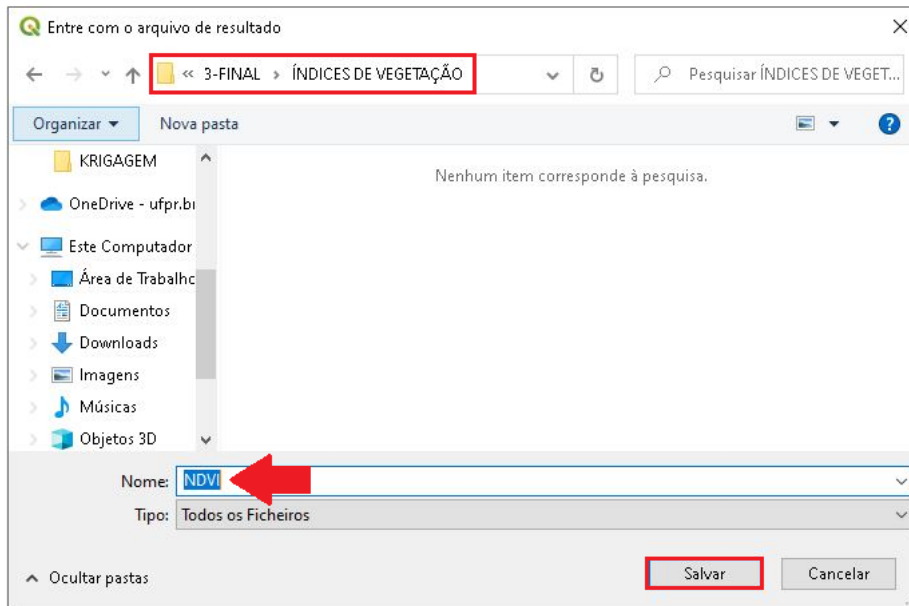 Entre com o arquivo de resultado
« 3-FINAL › ÍNDICES DE VEGETAÇÃO
Pesquisar ÍNDICES DE VEGET...
Organizar
Nova pasta
KRIGAGEM
Nenhum item corresponde à pesquisa.
OneDrive - ufpr.br
Este Computador
Área de Trabalho
Documentos
Downloads
Imagens
Músicas
Objetos 3D
Nome: NDVI
Tipo: Todos os Ficheiros
Ocultar pastas
Salvar
Cancelar